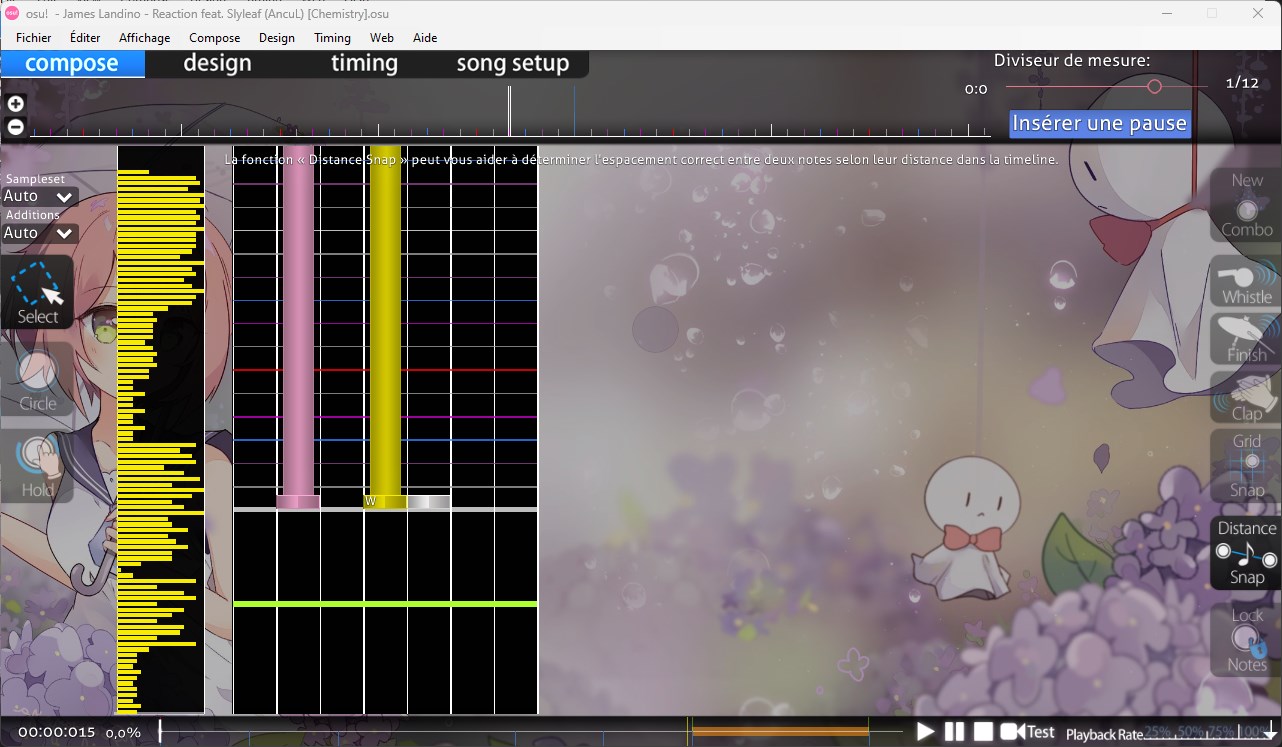 osu! - James Landino - Reaction feat. Slyleaf (AncuL) [Chemistry].osu
Fichier Éditer Affichage Compose Design Timing Web Aide
compose design timing song setup
Diviseur de mesure:
0:0 1/12
Insérer une pause
La fonction « Distance Snap » peut vous aider à déterminer l'espacement correct entre deux notes selon leur distance dans la timeline.
Sampleset
Auto
Additions
Auto
Select
Circle
Hold
W
New
Combo
Whistle
Finish
Clap
Grid
Snap
Distance
Snap
Lock
Notes
00:00:015 0,0%
Test
Playback Rate
25% 50% 75% 100%